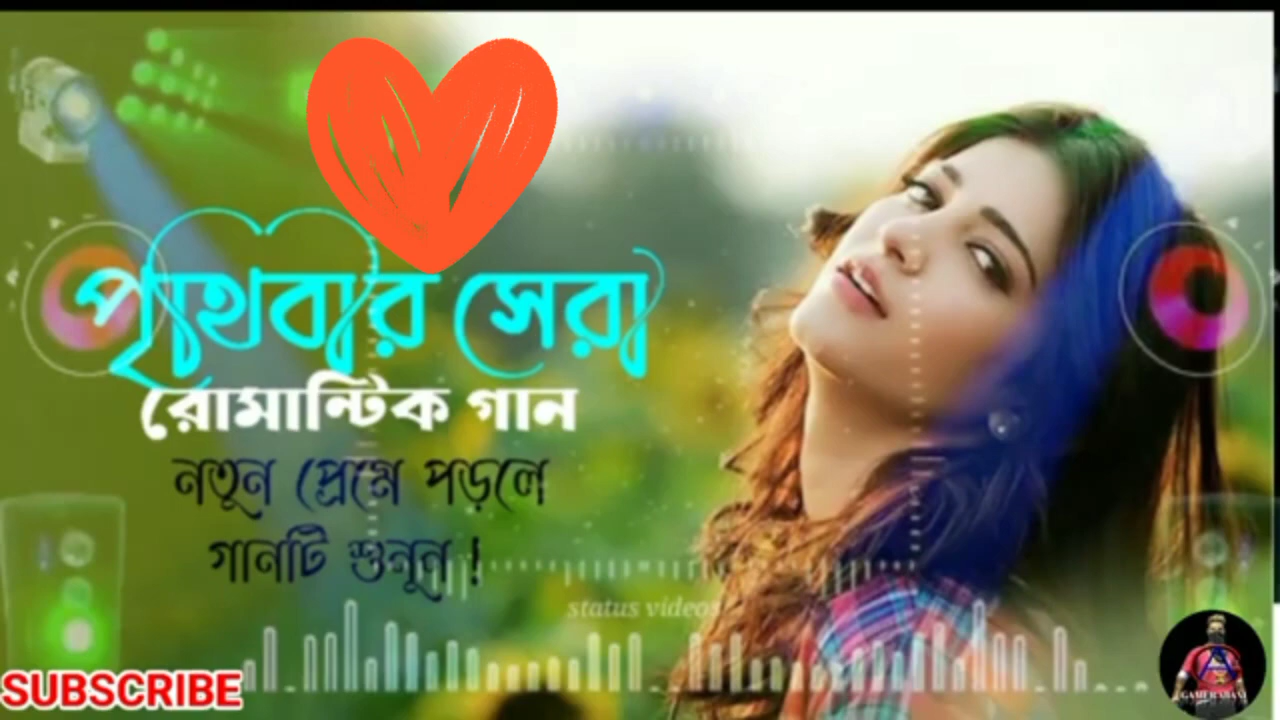 পৃথিবীর সেরা
রোমান্টিক গান
নতুন প্রেমে পড়লে
গানটি শুনুন !
status videos
SUBSCRIBE